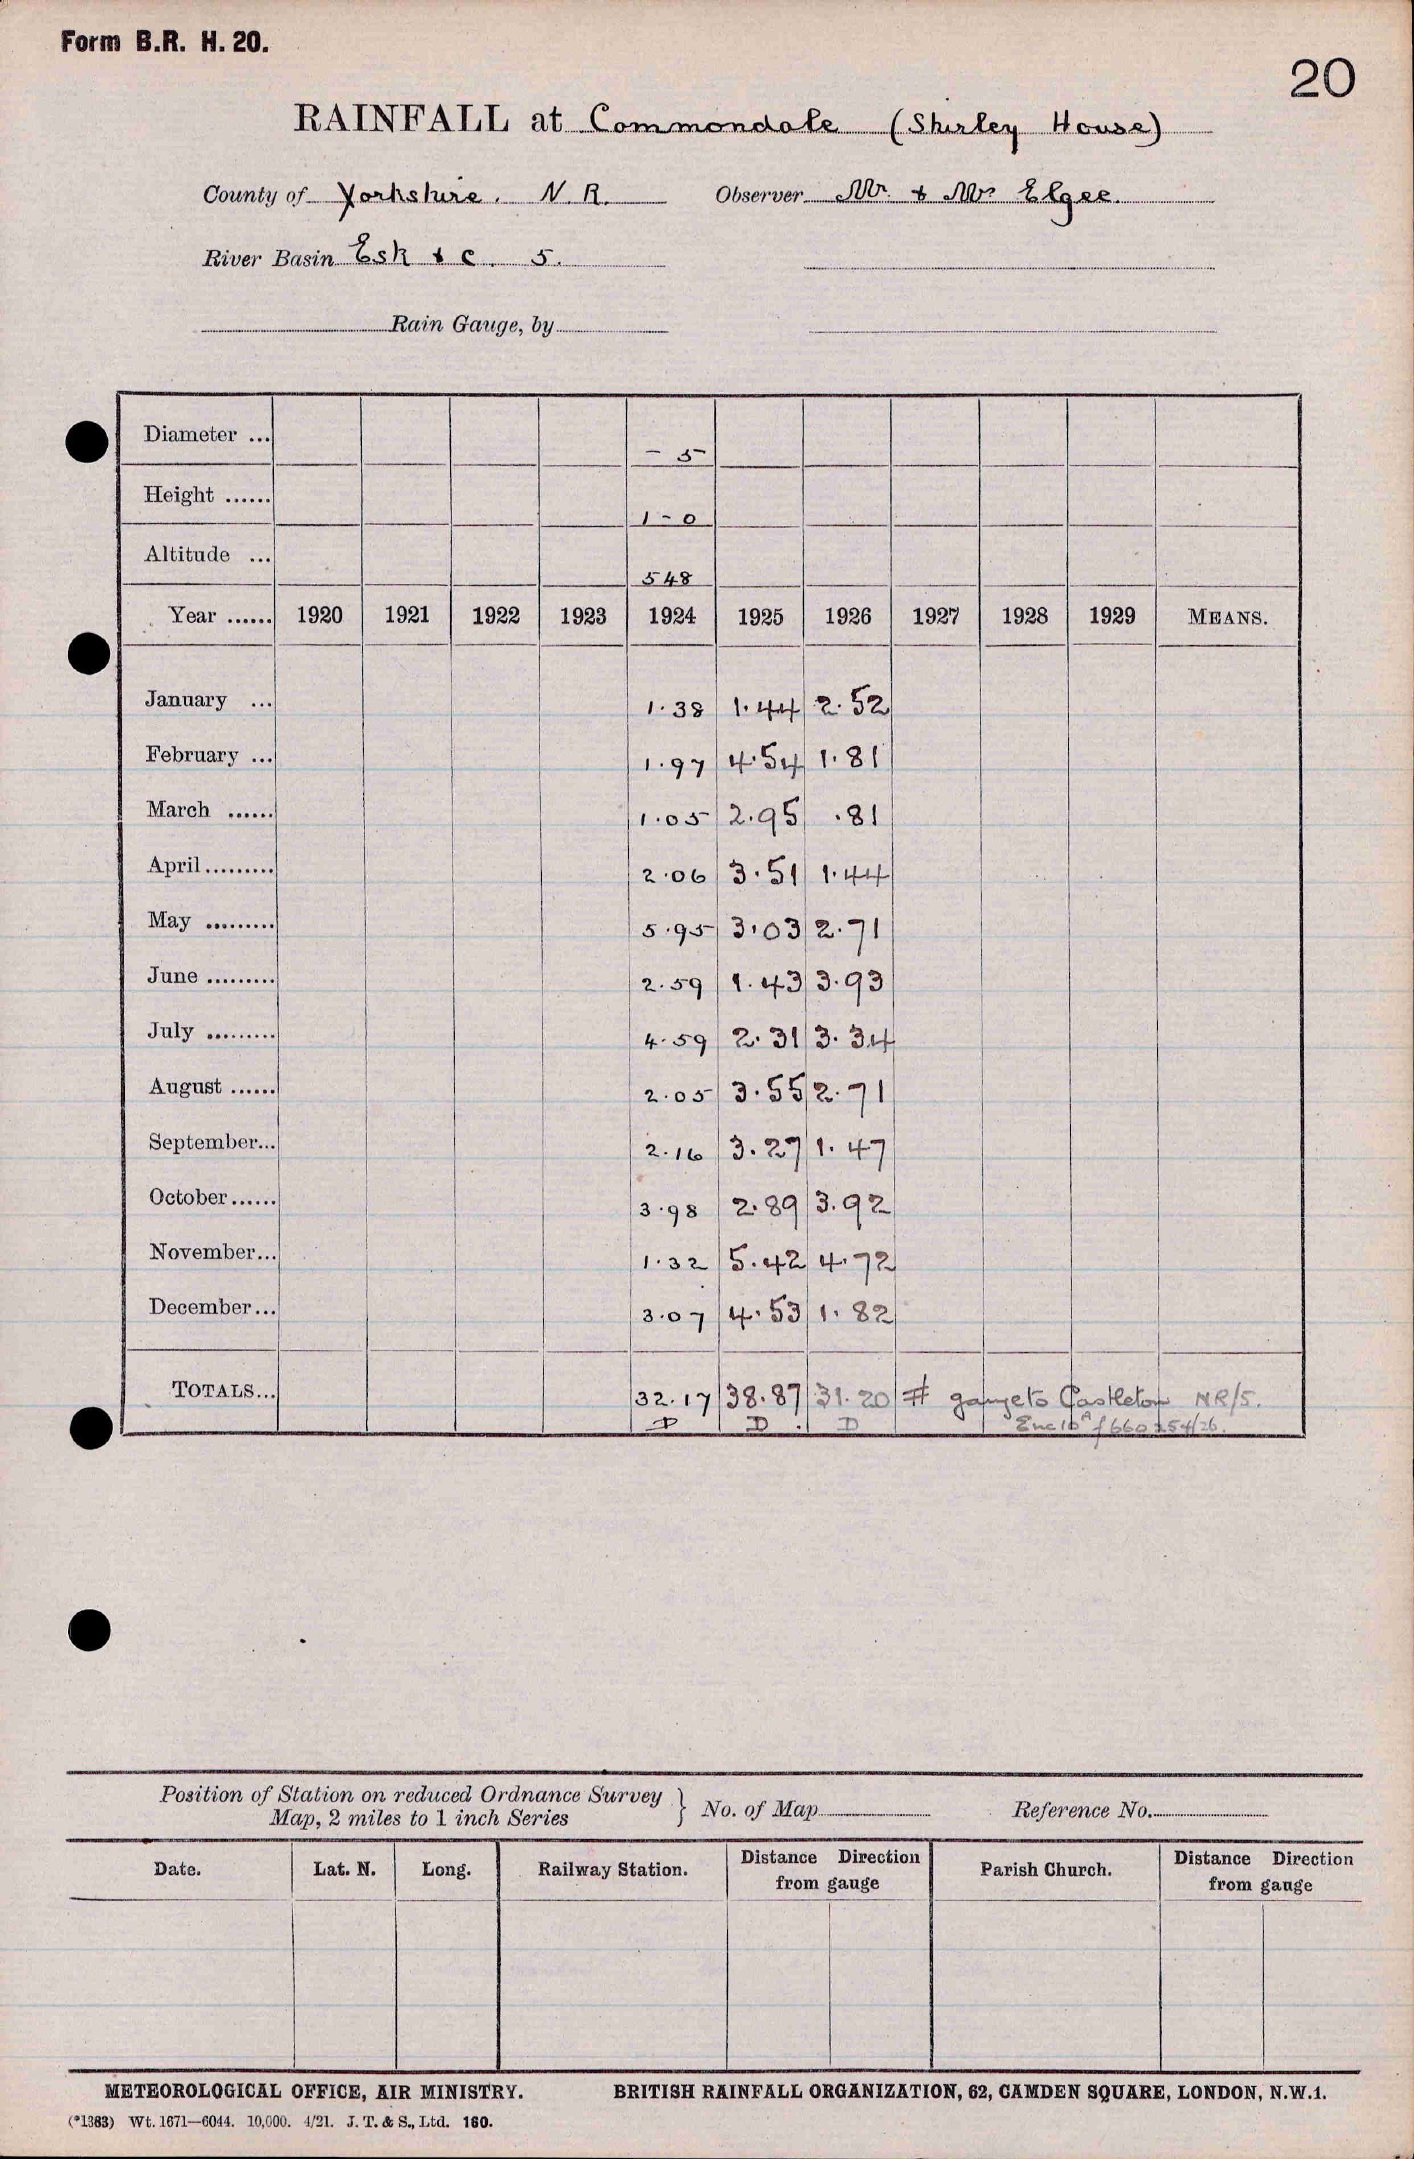 Form B.R. H. 20.
20
RAINFALL at Commondale (Shirley House)
County of Yorkshire. N.R. Observer Mr. & Mrs Elgee.
River Basin Esk & c. 5.
Rain Gauge, by
Diameter ... - 5
Height ...... 1-0
Altitude ... 548
Year ...... 1920 1921 1922 1923 1924 1925 1926 1927 1928 1929 MEANS.
January ... 1.38 1.44 2.52
February ... 1.97 4.54 1.81
March ...... 1.05 2.95 .81
April......... 2.06 3.51 1.44
May ......... 5.95 3.03 2.71
June ......... 2.59 1.43 3.93
July ......... 4.59 2.31 3.34
August ...... 2.05 3.55 2.71
September... 2.16 3.27 1.47
October...... 3.98 2.89 3.92
November... 1.32 5.42 4.72
December... 3.07 4.53 1.82
TOTALS... 32.17 38.87 31.20 # gauge to Castleton NR/5.
D D D Enc 10A f660254/26.
Position of Station on reduced Ordnance Survey
Map, 2 miles to 1 inch Series } No. of Map Reference No.
Date. Lat. N. Long. Railway Station. Distance Direction from gauge Parish Church. Distance Direction from gauge
METEOROLOGICAL OFFICE, AIR MINISTRY. BRITISH RAINFALL ORGANIZATION, 62, CAMDEN SQUARE, LONDON, N.W.1.
(*1383) Wt. 1671—6044. 10,000. 4/21. J. T. & S., Ltd. 160.